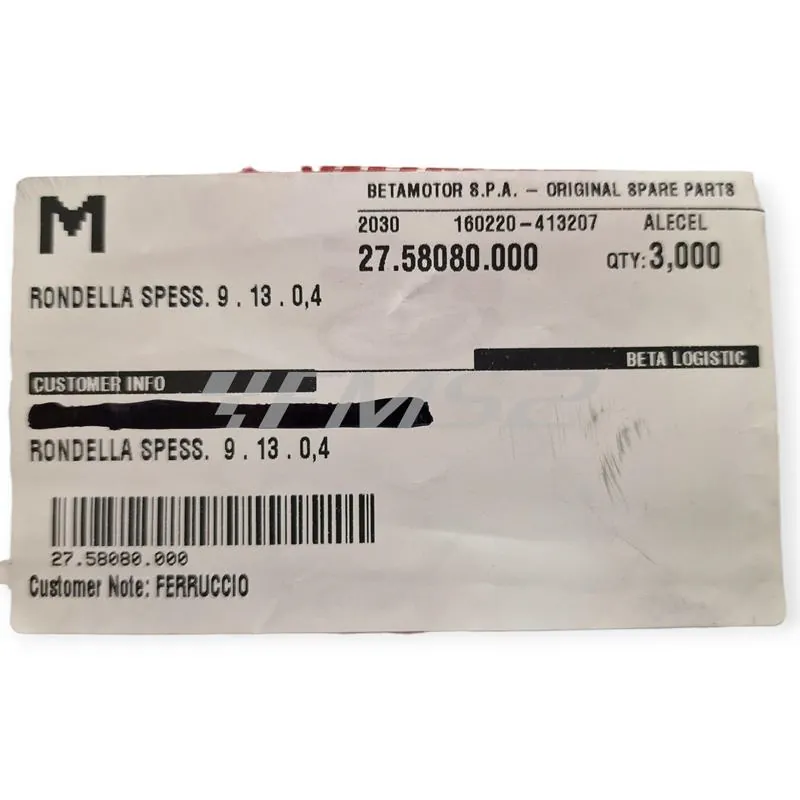 M
BETAMOTOR S.P.A. - ORIGINAL SPARE PARTS
2030 160220-413207 ALECEL
27.58080.000 QTY: 3,000
RONDELLA SPESS. 9 . 13 . 0,4
BETA LOGISTIC
CUSTOMER INFO
RONDELLA SPESS. 9 . 13 . 0,4
27.58080.000
Customer Note: FERRUCCIO